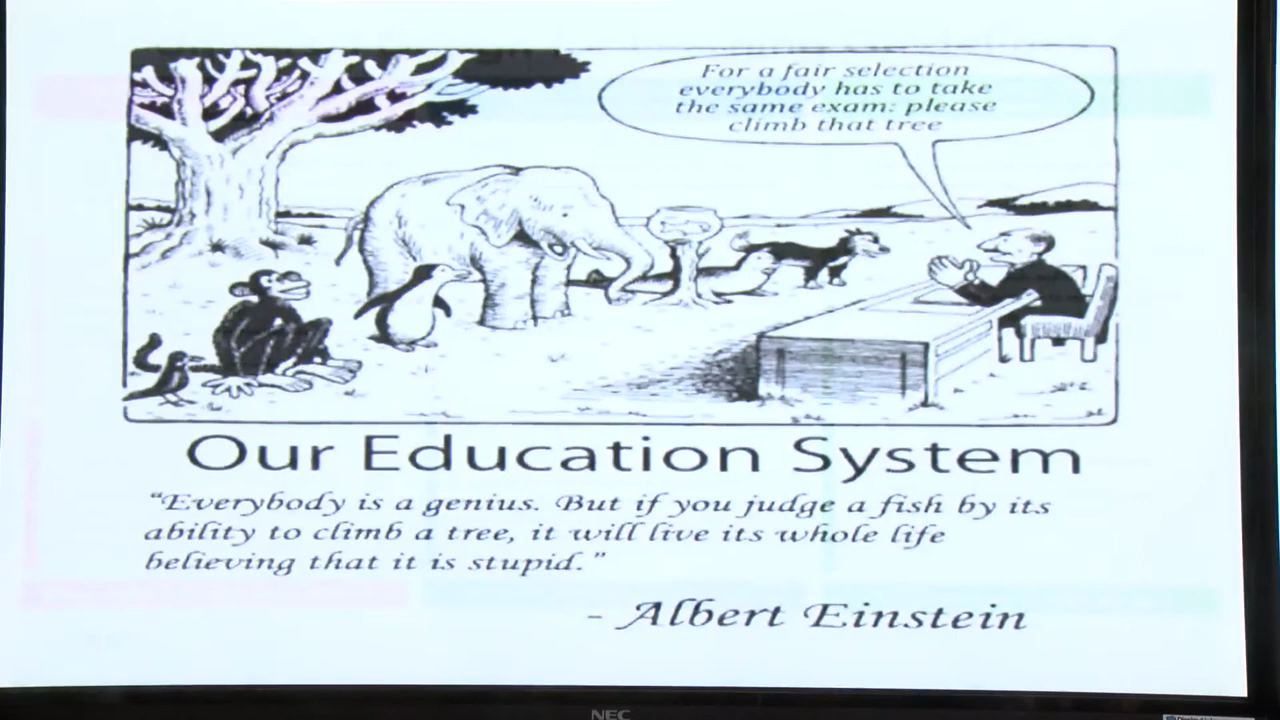 For a fair selection
everybody has to take
the same exam: please
climb that tree
Our Education System
“Everybody is a genius. But if you judge a fish by its
ability to climb a tree, it will live its whole life
believing that it is stupid.”
- Albert Einstein
NEC